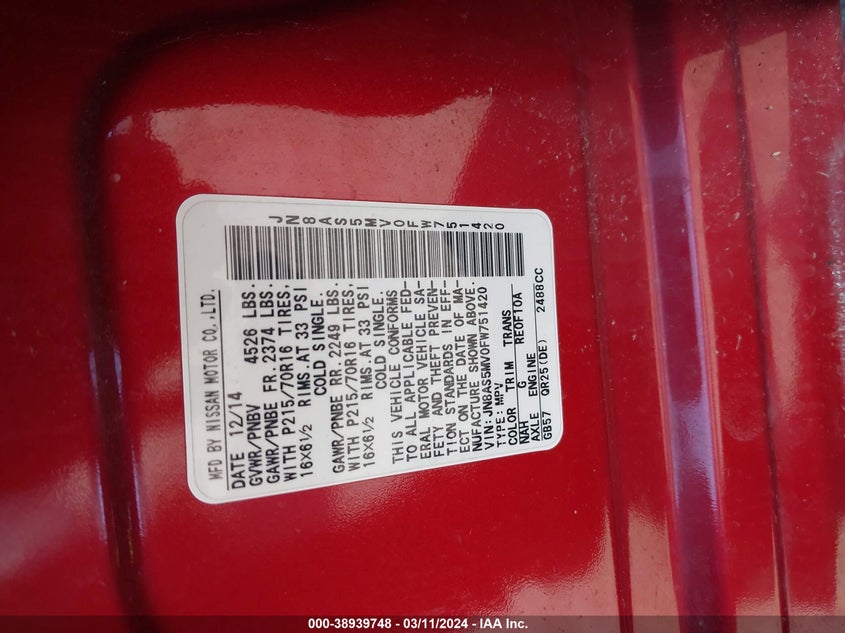 MFD BY NISSAN MOTOR CO.,LTD.
DATE 12/14
GVWR/PNBV 4526 LBS.
GAWR/PNBE FR. 2374 LBS.
WITH P215/70R16 TIRES,
16X6½ RIMS.AT 33 PSI
COLD SINGLE.
GAWR/PNBE RR. 2249 LBS.
WITH P215/70R16 TIRES,
16X6½ RIMS.AT 33 PSI
COLD SINGLE.
THIS VEHICLE CONFORMS
TO ALL APPLICABLE FED-
ERAL MOTOR VEHICLE SA-
FETY AND THEFT PREVEN-
TION STANDARDS IN EFF-
ECT ON THE DATE OF MA-
NUFACTURE SHOWN ABOVE.
VIN:JN8AS5MV0FW751420
TYPE:MPV
COLOR TRIM TRANS
NAH G RE0F10A
AXLE ENGINE
GB57 QR25(DE) 2488CC
JN8AS5MV0FW751420
000-38939748 - 03/11/2024 - IAA Inc.